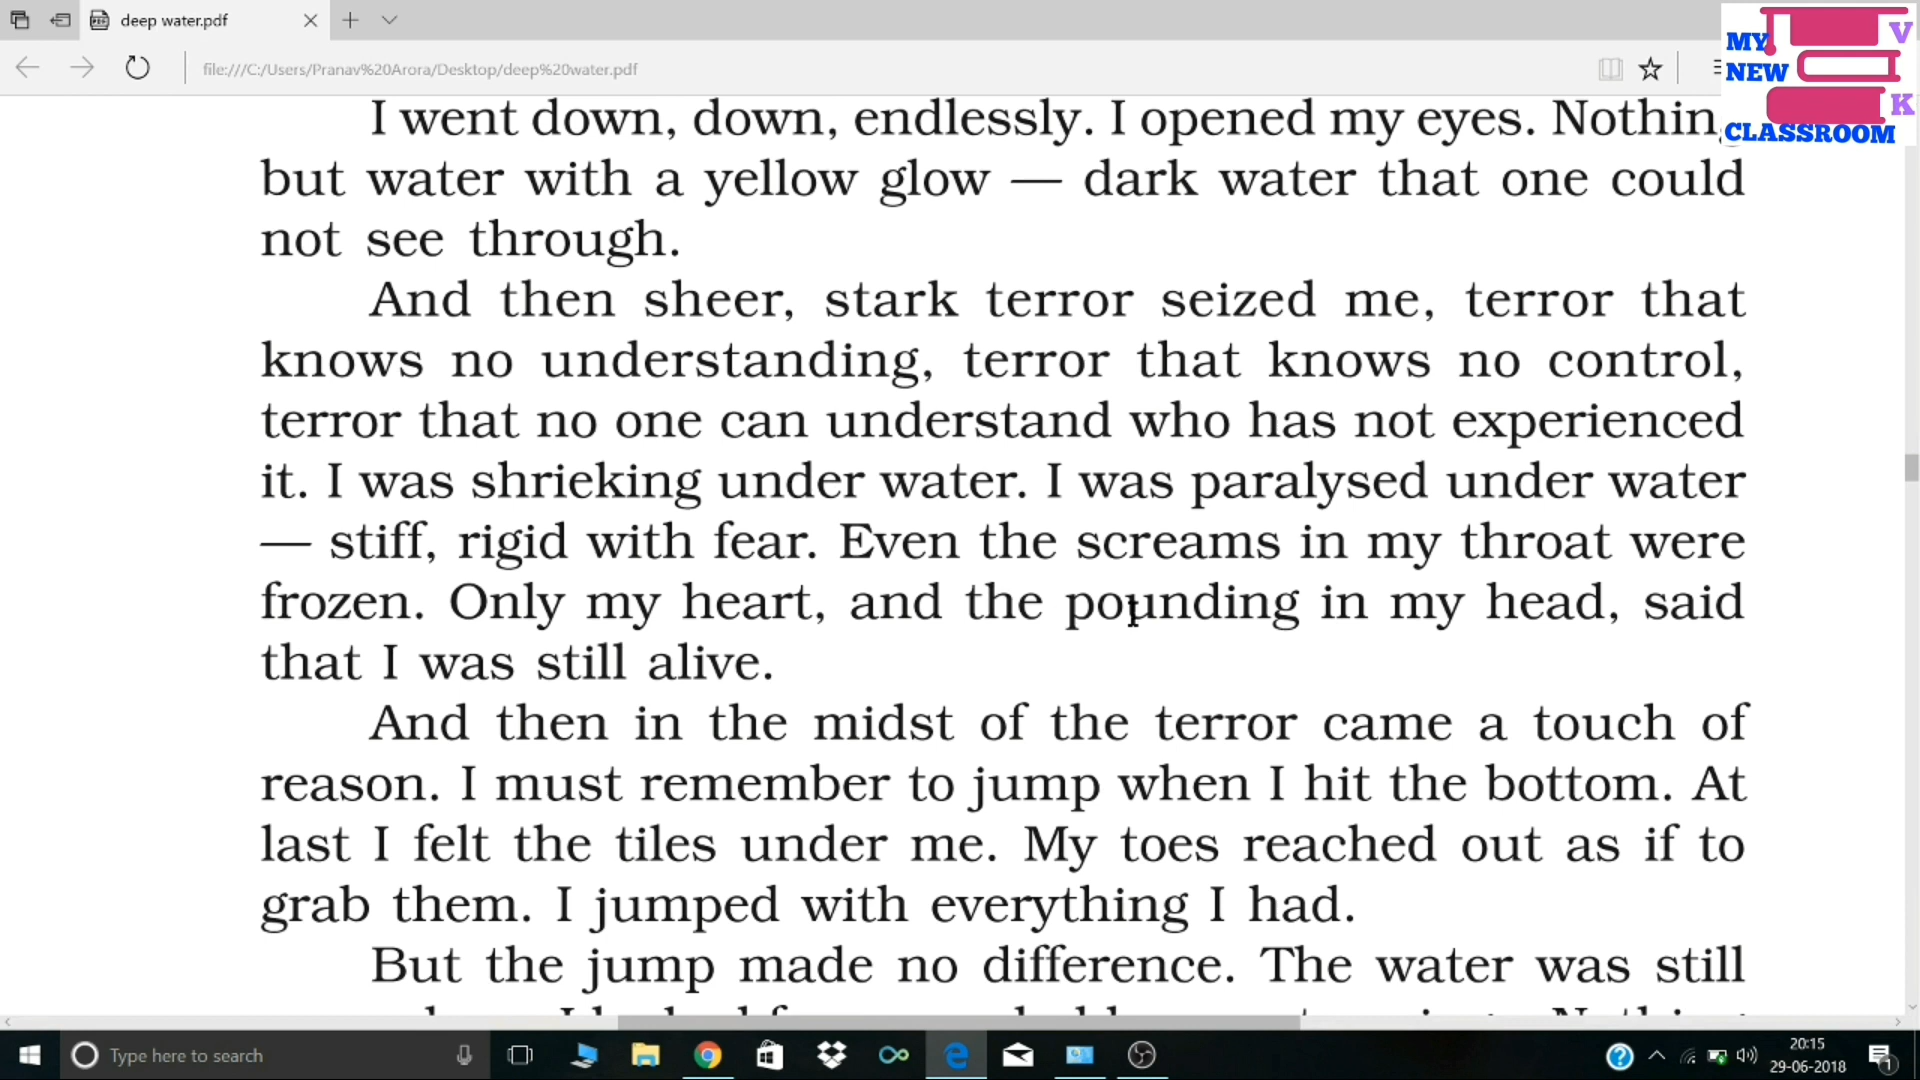 deep water.pdf
file:///C:/Users/Pranav%20Arora/Desktop/deep%20water.pdf
MY V
NEW
K
CLASSROOM
I went down, down, endlessly. I opened my eyes. Nothin
but water with a yellow glow — dark water that one could
not see through.
And then sheer, stark terror seized me, terror that
knows no understanding, terror that knows no control,
terror that no one can understand who has not experienced
it. I was shrieking under water. I was paralysed under water
— stiff, rigid with fear. Even the screams in my throat were
frozen. Only my heart, and the pounding in my head, said
that I was still alive.
And then in the midst of the terror came a touch of
reason. I must remember to jump when I hit the bottom. At
last I felt the tiles under me. My toes reached out as if to
grab them. I jumped with everything I had.
But the jump made no difference. The water was still
Type here to search
20:15
29-06-2018
1